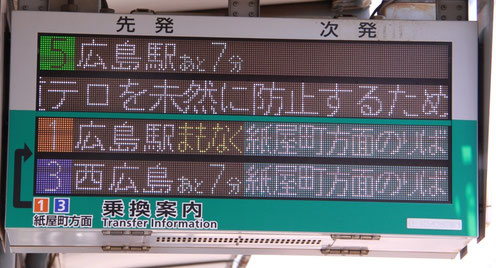 先発 次発
5 広島駅 あと7分
テロを未然に防止するため
1 広島駅 まもなく 紙屋町方面のりば
3 西広島 あと7分 紙屋町方面のりば
1 3 乗換案内
紙屋町方面 Transfer Information